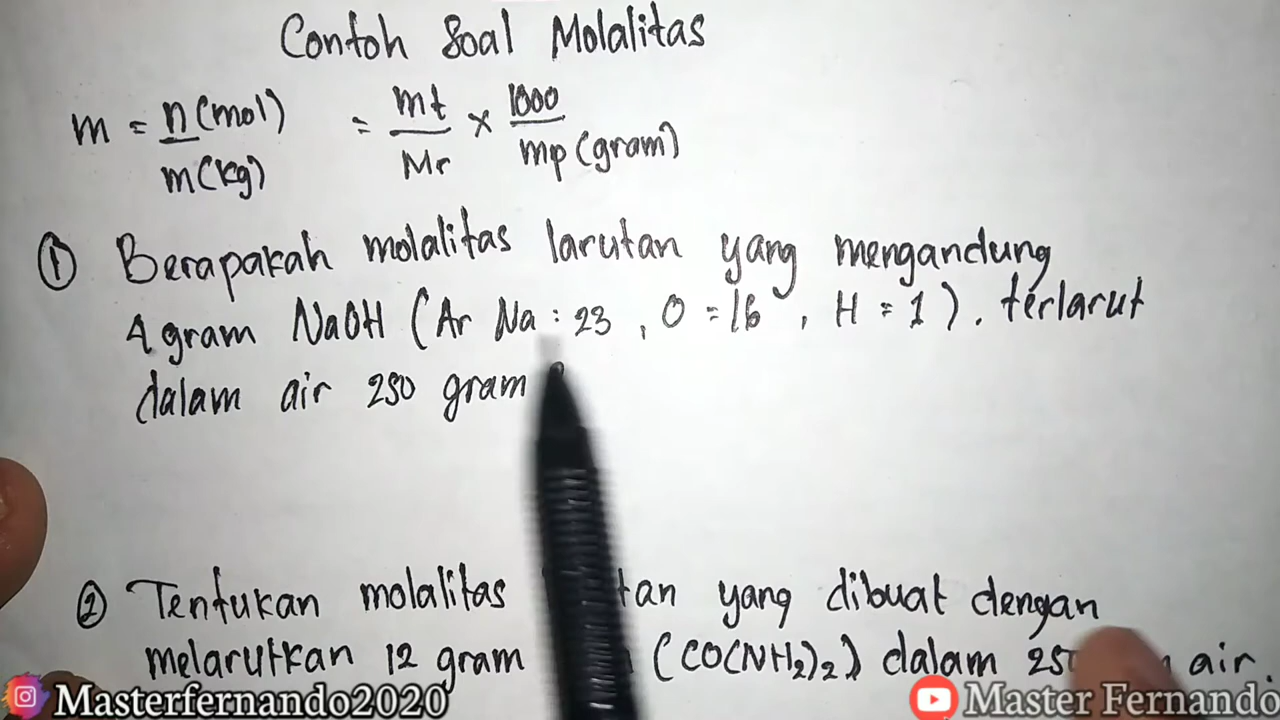 Contoh Soal Molalitas
m = n(mol) / m(kg) = mt / Mr × 1000 / mp (gram)
① Berapakah molalitas larutan yang mengandung
4 gram NaOH (Ar Na : 23 , O = 16 , H = 1 ) . terlarut
dalam air 250 gram
② Tentukan molalitas yang dibuat dengan
melarutkan 12 gram (CO(NH₂)₂) dalam air.
Masterfernando2020
Master Fernando